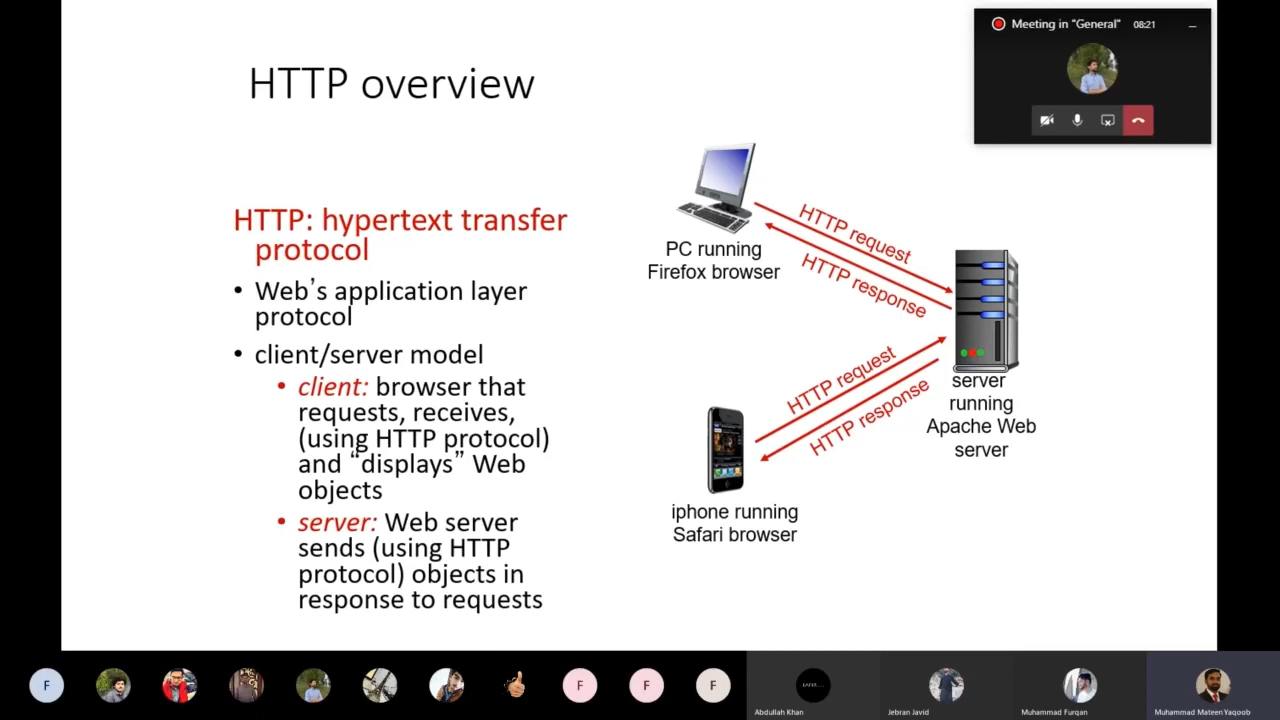 Meeting in "General" 08:21
HTTP overview
HTTP: hypertext transfer
protocol
• Web's application layer
protocol
• client/server model
• client: browser that
requests, receives,
(using HTTP protocol)
and “displays” Web
objects
• server: Web server
sends (using HTTP
protocol) objects in
response to requests
PC running
Firefox browser
HTTP request
HTTP response
HTTP request
HTTP response
server
running
Apache Web
server
iphone running
Safari browser
F
F
F
F
Abdullah Khan
Jebran Javid
Muhammad Furqan
Muhammad Mateen Yaqoob